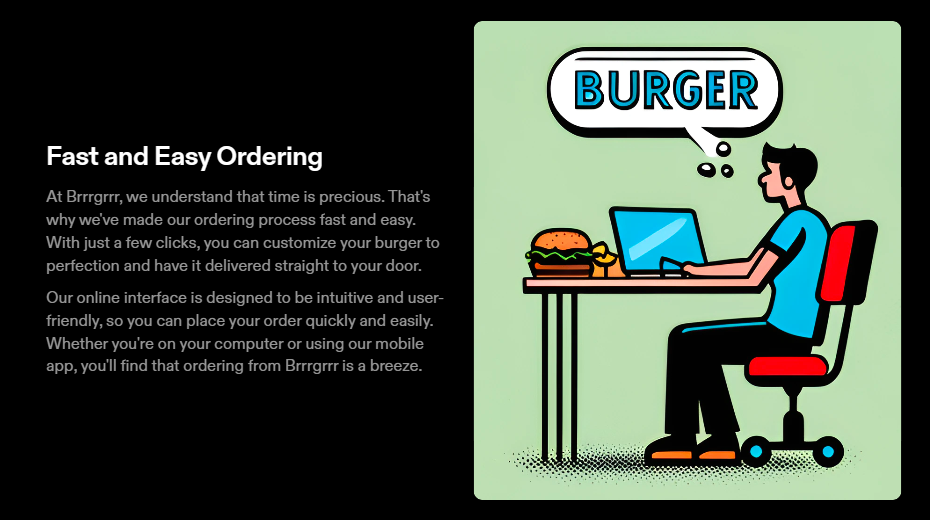 Fast and Easy Ordering
At Brrrgrrr, we understand that time is precious. That's
why we've made our ordering process fast and easy.
With just a few clicks, you can customize your burger to
perfection and have it delivered straight to your door.
Our online interface is designed to be intuitive and user-
friendly, so you can place your order quickly and easily.
Whether you're on your computer or using our mobile
app, you'll find that ordering from Brrrgrrr is a breeze.
BURGER